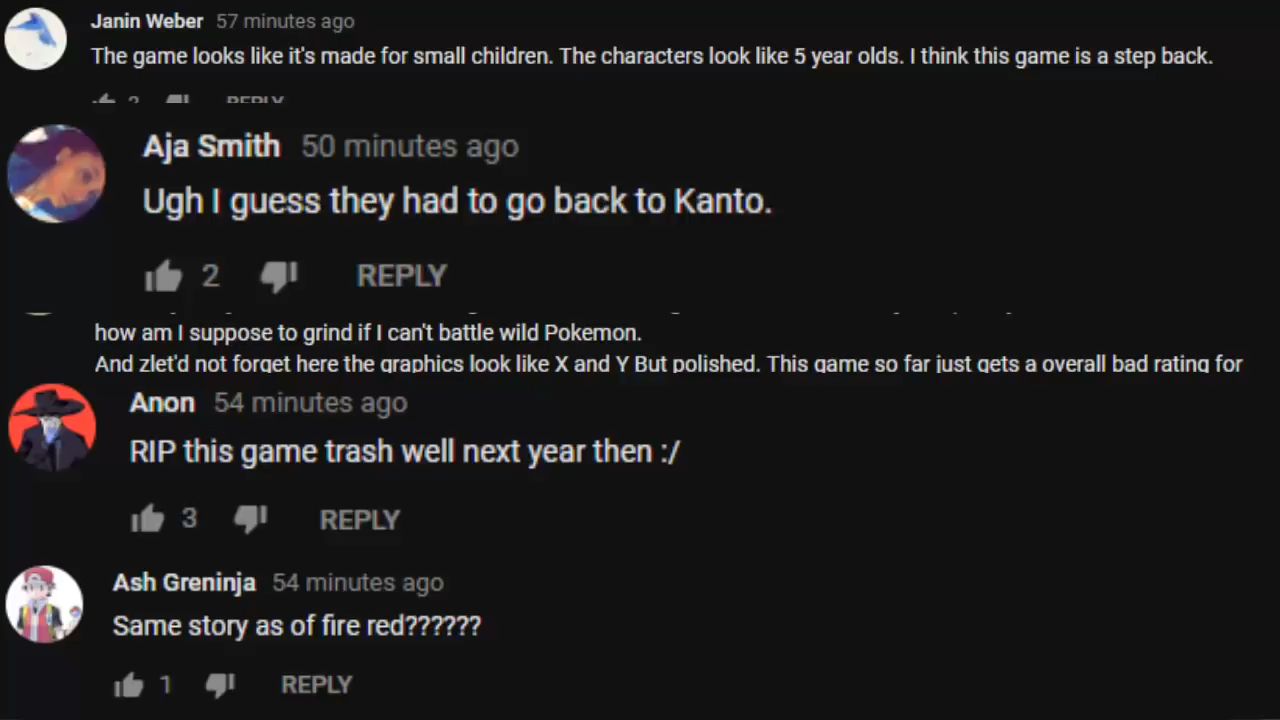 Janin Weber 57 minutes ago
The game looks like it's made for small children. The characters look like 5 year olds. I think this game is a step back.
2 REPLY
Aja Smith 50 minutes ago
Ugh I guess they had to go back to Kanto.
2 REPLY
how am I suppose to grind if I can't battle wild Pokemon.
And zlet'd not forget here the graphics look like X and Y But polished. This game so far just gets a overall bad rating for
Anon 54 minutes ago
RIP this game trash well next year then :/
3 REPLY
Ash Greninja 54 minutes ago
Same story as of fire red??????
1 REPLY